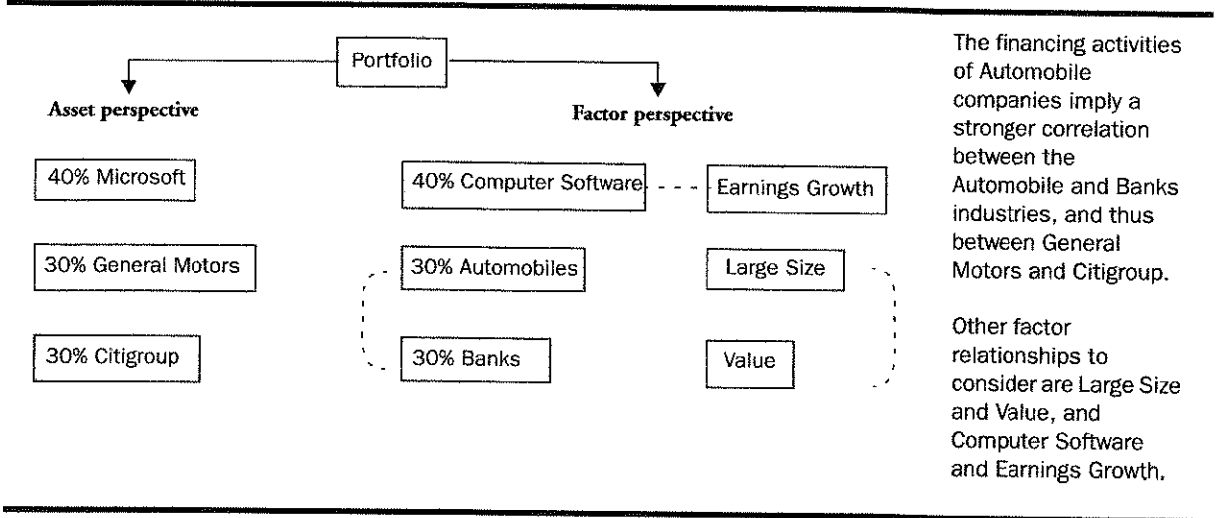 Portfolio
Asset perspective
40% Microsoft
30% General Motors
30% Citigroup
Factor perspective
40% Computer Software
Earnings Growth
30% Automobiles
Large Size
30% Banks
Value
The financing activities
of Automobile
companies imply a
stronger correlation
between the
Automobile and Banks
industries, and thus
between General
Motors and Citigroup.
Other factor
relationships to
consider are Large Size
and Value, and
Computer Software
and Earnings Growth.